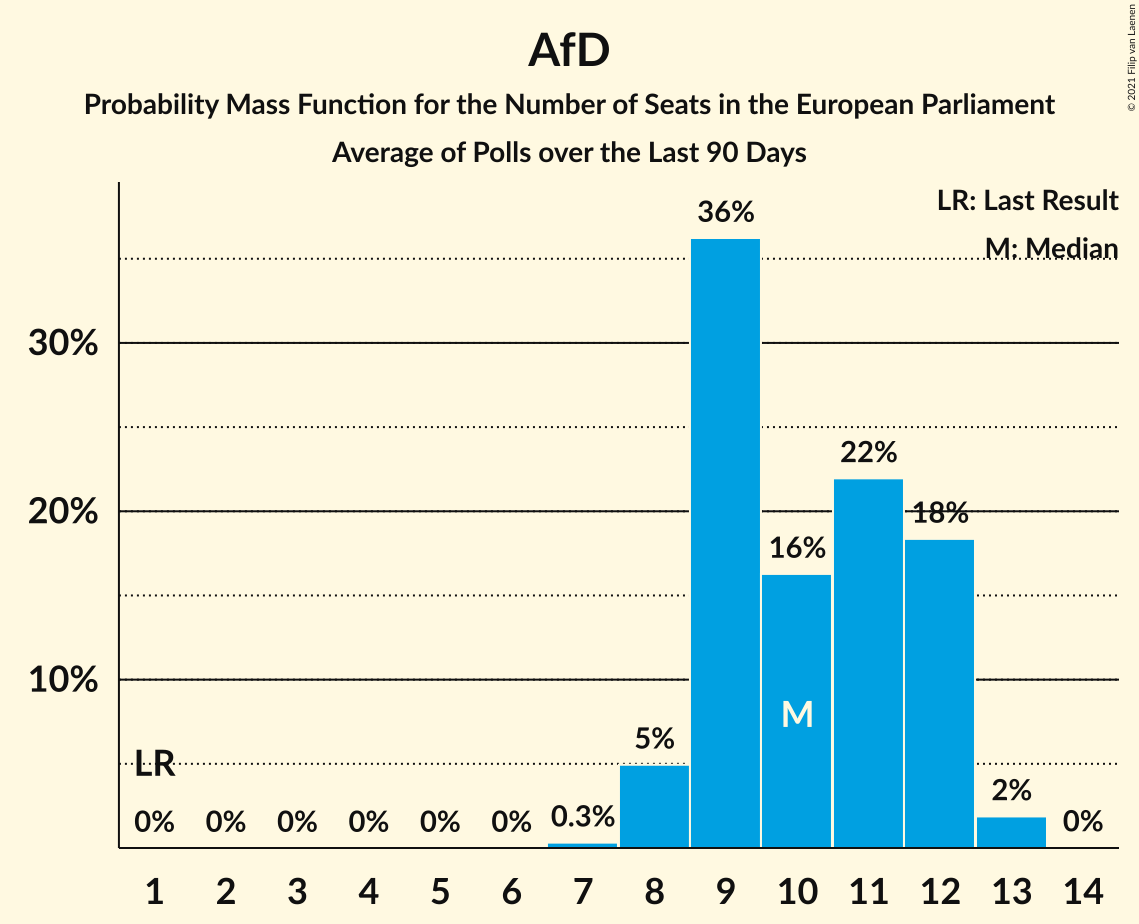 AfD
Probability Mass Function for the Number of Seats in the European Parliament
Average of Polls over the Last 90 Days
© 2021 Filip van Laenen
LR: Last Result
M: Median
36%
30%
22%
20%
18%
16%
10%
M
5%
LR
2%
0% 0% 0% 0% 0% 0% 0.3% 0%
1 2 3 4 5 6 7 8 9 10 11 12 13 14